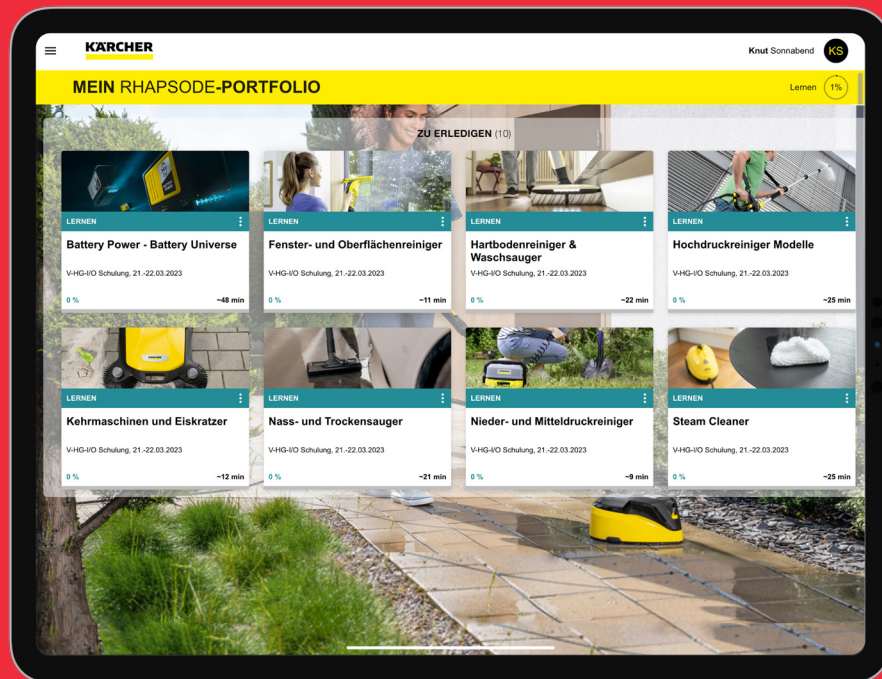 KÄRCHER
Knut Sonnabend KS
MEIN RHAPSODE-PORTFOLIO
Lernen 1%
ZU ERLEDIGEN (10)
LERNEN
Battery Power - Battery Universe
V-HG-I/O Schulung, 21.-22.03.2023
0 % ~48 min
LERNEN
Fenster- und Oberflächenreiniger
V-HG-I/O Schulung, 21.-22.03.2023
0 % ~11 min
LERNEN
Hartbodenreiniger &
Waschsauger
V-HG-I/O Schulung, 21.-22.03.2023
0 % ~22 min
LERNEN
Hochdruckreiniger Modelle
V-HG-I/O Schulung, 21.-22.03.2023
0 % ~25 min
LERNEN
Kehrmaschinen und Eiskratzer
V-HG-I/O Schulung, 21.-22.03.2023
0 % ~12 min
LERNEN
Nass- und Trockensauger
V-HG-I/O Schulung, 21.-22.03.2023
0 % ~21 min
LERNEN
Nieder- und Mitteldruckreiniger
V-HG-I/O Schulung, 21.-22.03.2023
0 % ~9 min
LERNEN
Steam Cleaner
V-HG-I/O Schulung, 21.-22.03.2023
0 % ~25 min